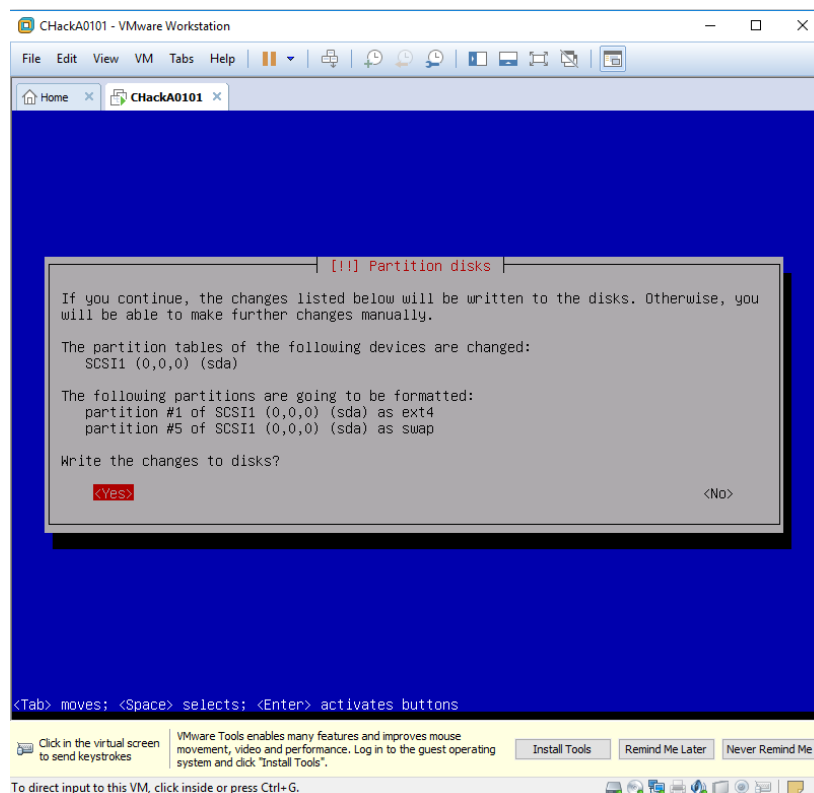 CHackA0101 - VMware Workstation
File Edit View VM Tabs Help
Home CHackA0101
[!!] Partition disks
If you continue, the changes listed below will be written to the disks. Otherwise, you
will be able to make further changes manually.
The partition tables of the following devices are changed:
SCSI1 (0,0,0) (sda)
The following partitions are going to be formatted:
partition #1 of SCSI1 (0,0,0) (sda) as ext4
partition #5 of SCSI1 (0,0,0) (sda) as swap
Write the changes to disks?
<Yes> <No>
<Tab> moves; <Space> selects; <Enter> activates buttons
Click in the virtual screen
to send keystrokes
VMware Tools enables many features and improves mouse
movement, video and performance. Log in to the guest operating
system and click "Install Tools".
Install Tools Remind Me Later Never Remind Me
To direct input to this VM, click inside or press Ctrl+G.